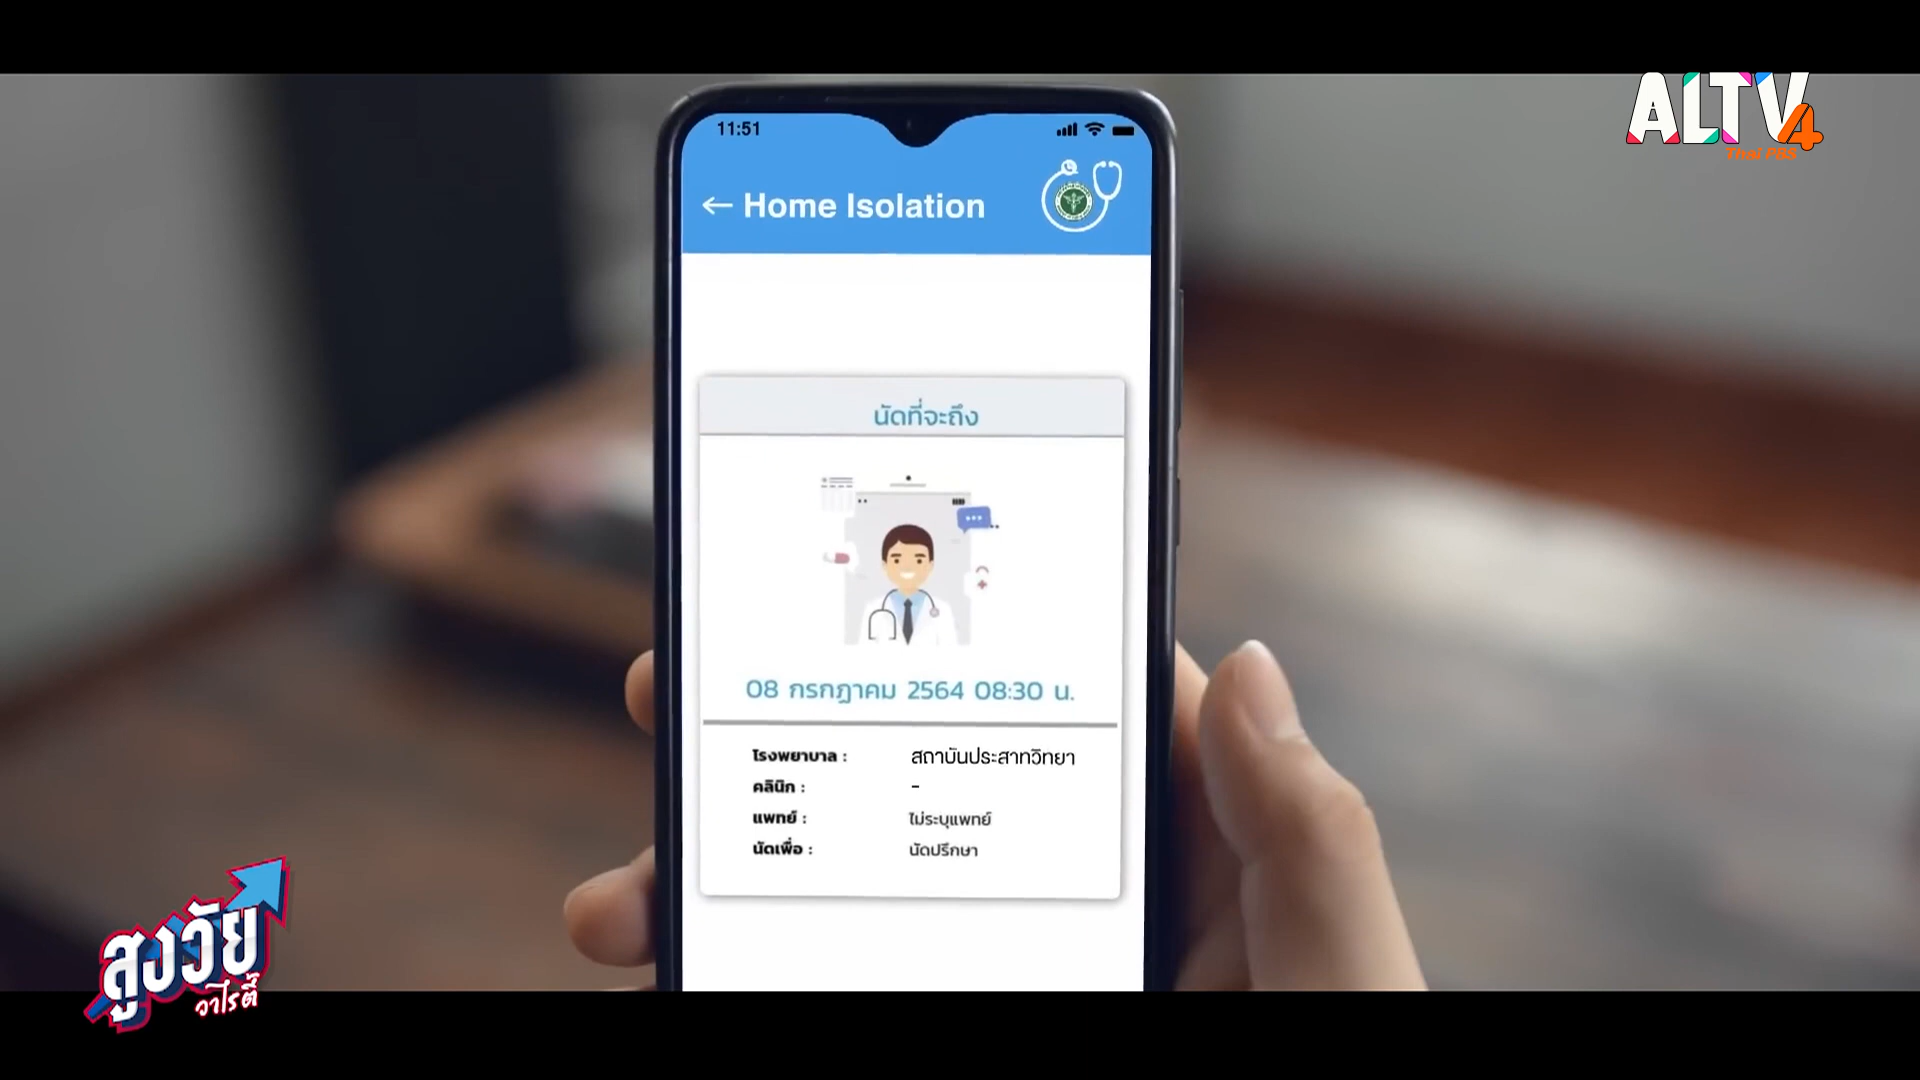 ALTV4
Thai PBS
11:51
← Home Isolation
นัดที่จะถึง
08 กรกฎาคม 2564 08:30 น.
โรงพยาบาล : สถาบันประสาทวิทยา
คลินิก : -
แพทย์ : ไม่ระบุแพทย์
นัดเพื่อ : นัดปรึกษา
สูงวัย
วาไรตี้